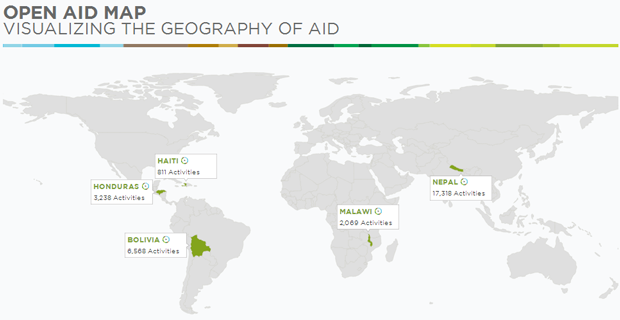 OPEN AID MAP
VISUALIZING THE GEOGRAPHY OF AID
HAITI
811 Activities
HONDURAS
3,238 Activities
NEPAL
17,318 Activities
MALAWI
2,069 Activities
BOLIVIA
6,568 Activities